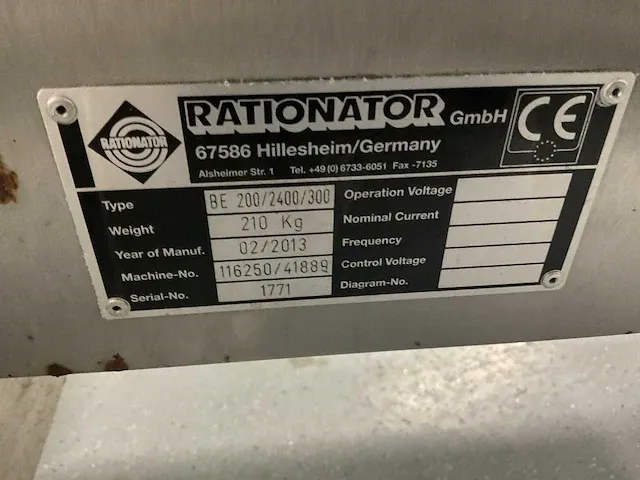 RATIONATOR
RATIONATOR GmbH
CE
67586 Hillesheim/Germany
Alsheimer Str. 1 Tel. +49(0)6733-6051 Fax -7135
Type BE 200/2400/300 Operation Voltage
Weight 210 Kg Nominal Current
Year of Manuf. 02/2013 Frequency
Machine-No. 116250/41889 Control Voltage
Serial-No. 1771 Diagram-No.